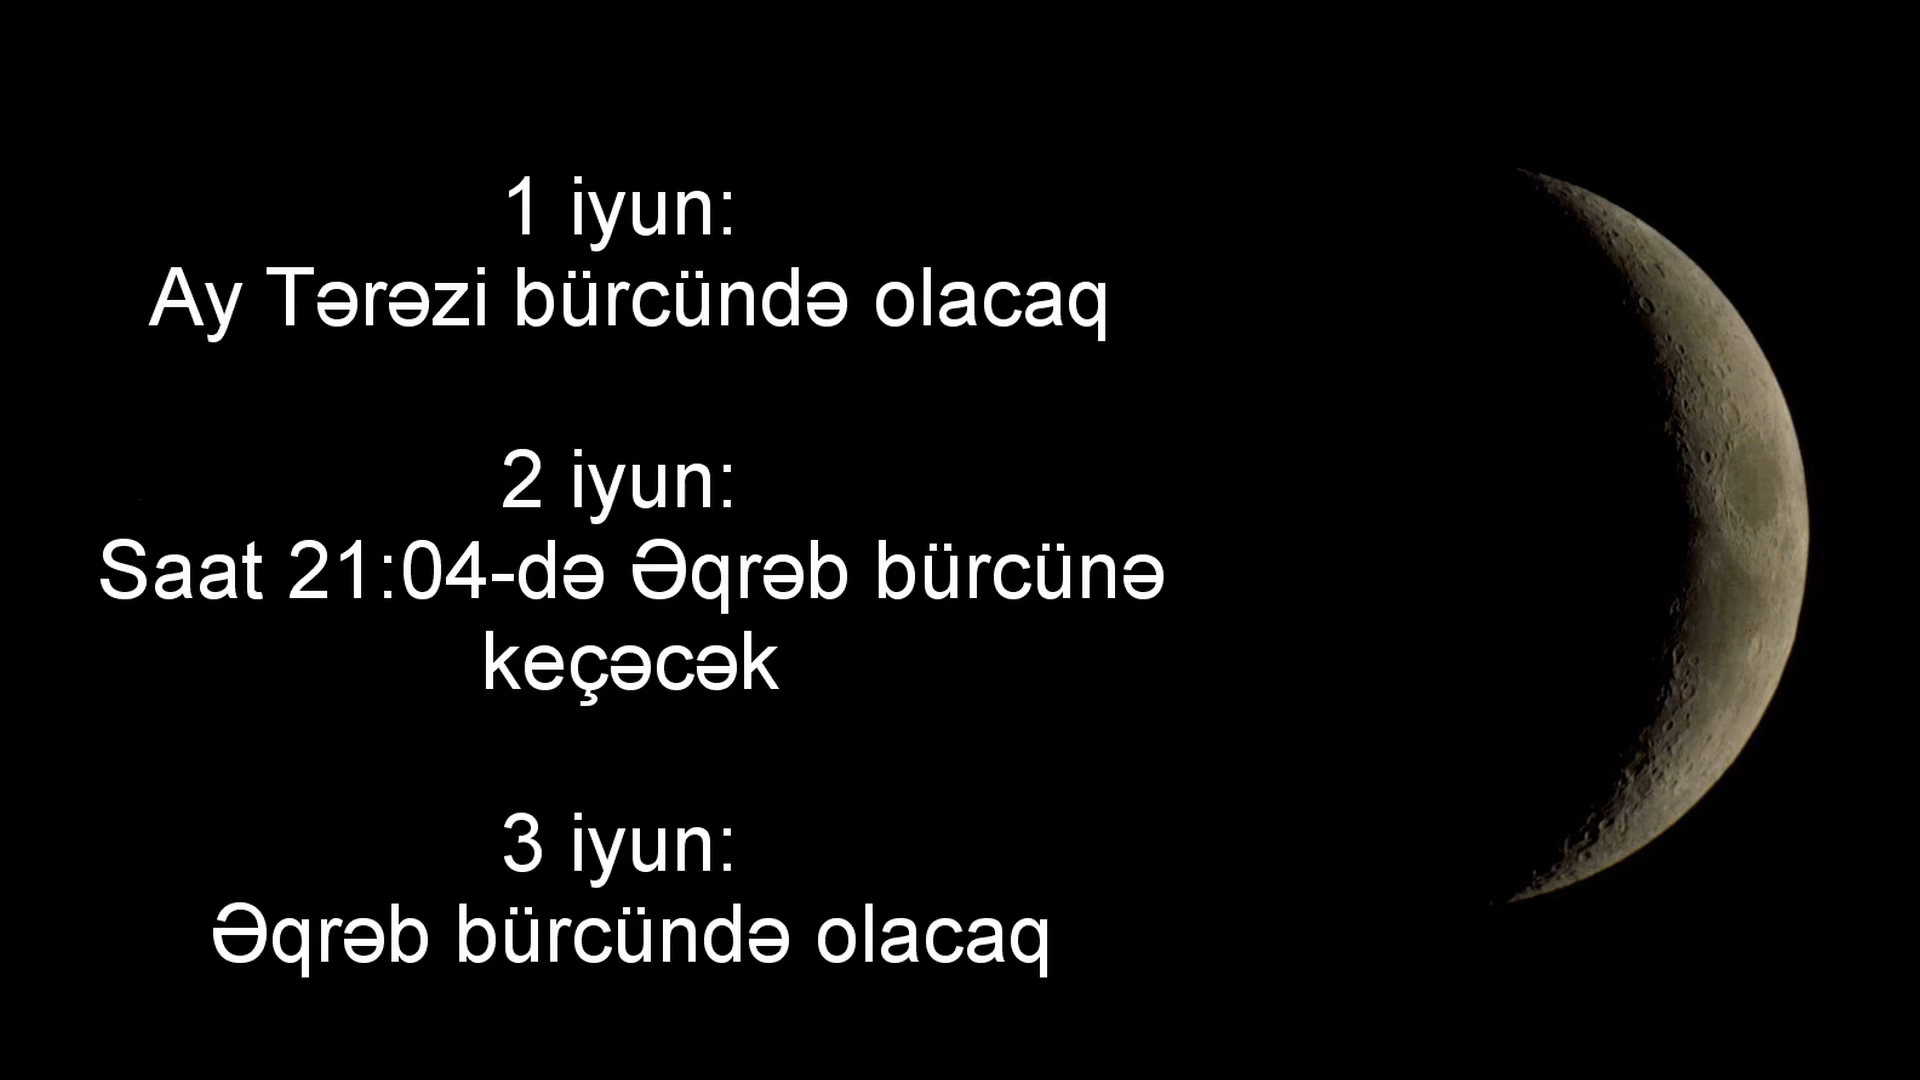 1 iyun:
Ay Tərəzi bürcündə olacaq
2 iyun:
Saat 21:04-də Əqrəb bürcünə
keçəcək
3 iyun:
Əqrəb bürcündə olacaq